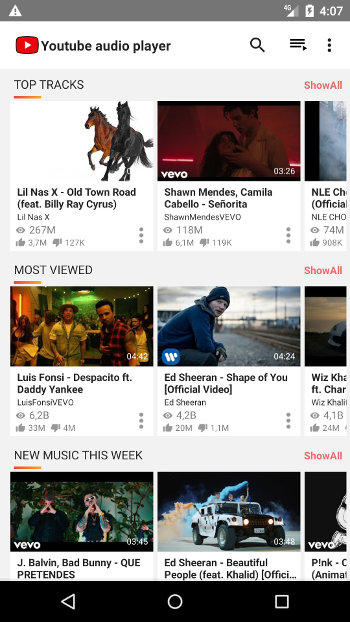 4G 4:07
Youtube audio player
TOP TRACKS ShowAll
vevo 03:26
Lil Nas X - Old Town Road (feat. Billy Ray Cyrus)
Lil Nas X
267M
3,7M 127K
Shawn Mendes, Camila Cabello - Señorita
ShawnMendesVEVO
118M
6,1M 119K
NLE Cho
(Official
NLE CHO
74M
908K
MOST VIEWED ShowAll
04:42
W 04:24
Luis Fonsi - Despacito ft. Daddy Yankee
LuisFonsiVEVO
6,2B
33M 4M
Ed Sheeran - Shape of You [Official Video]
Ed Sheeran
4,2B
20M 1,1M
Wiz Kha
ft. Char
Wiz Khalif
4,1B
24M
NEW MUSIC THIS WEEK ShowAll
vevo 03:45
03:48
vevo
J. Balvin, Bad Bunny - QUE PRETENDES
Ed Sheeran - Beautiful People (feat. Khalid) [Offici...
P!nk - C
(Animat